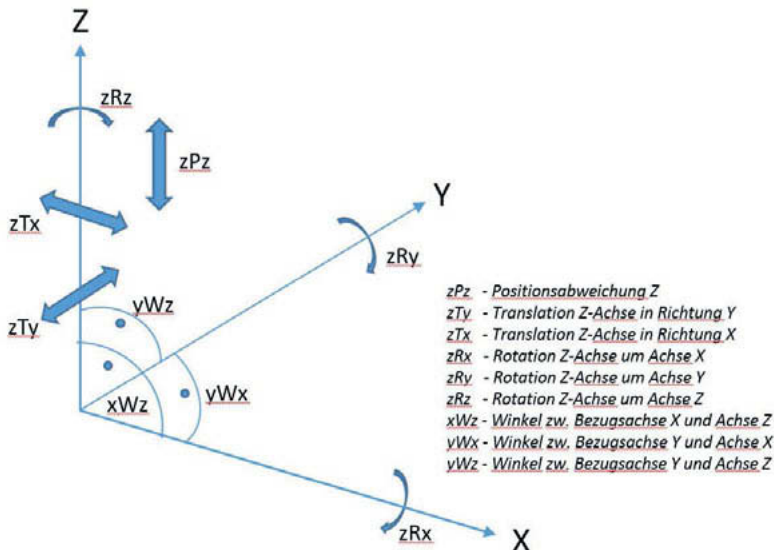 Z
zRz
zPz
Y
zTx
zRy
zTy
yWz
xWz
yWx
zRx
X
zPz - Positionsabweichung Z
zTy - Translation Z-Achse in Richtung Y
zTx - Translation Z-Achse in Richtung X
zRx - Rotation Z-Achse um Achse X
zRy - Rotation Z-Achse um Achse Y
zRz - Rotation Z-Achse um Achse Z
xWz - Winkel zw. Bezugsachse X und Achse Z
yWx - Winkel zw. Bezugsachse Y und Achse X
yWz - Winkel zw. Bezugsachse Y und Achse Z